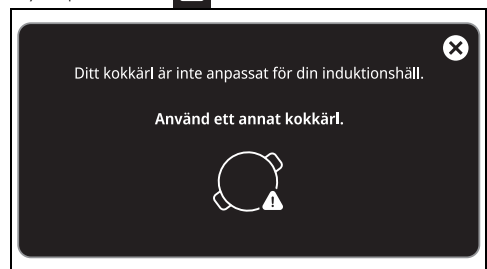 Ditt kokkärl är inte anpassat för din induktionshäll.
Använd ett annat kokkärl.